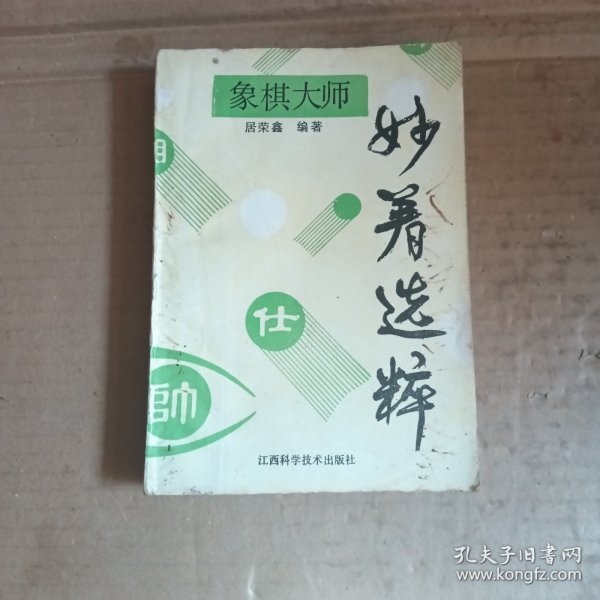 象棋大师
居荣鑫 编著
妙着选粹
仕
帥
江西科学技术出版社
孔夫子旧书网
www.kongfz.com